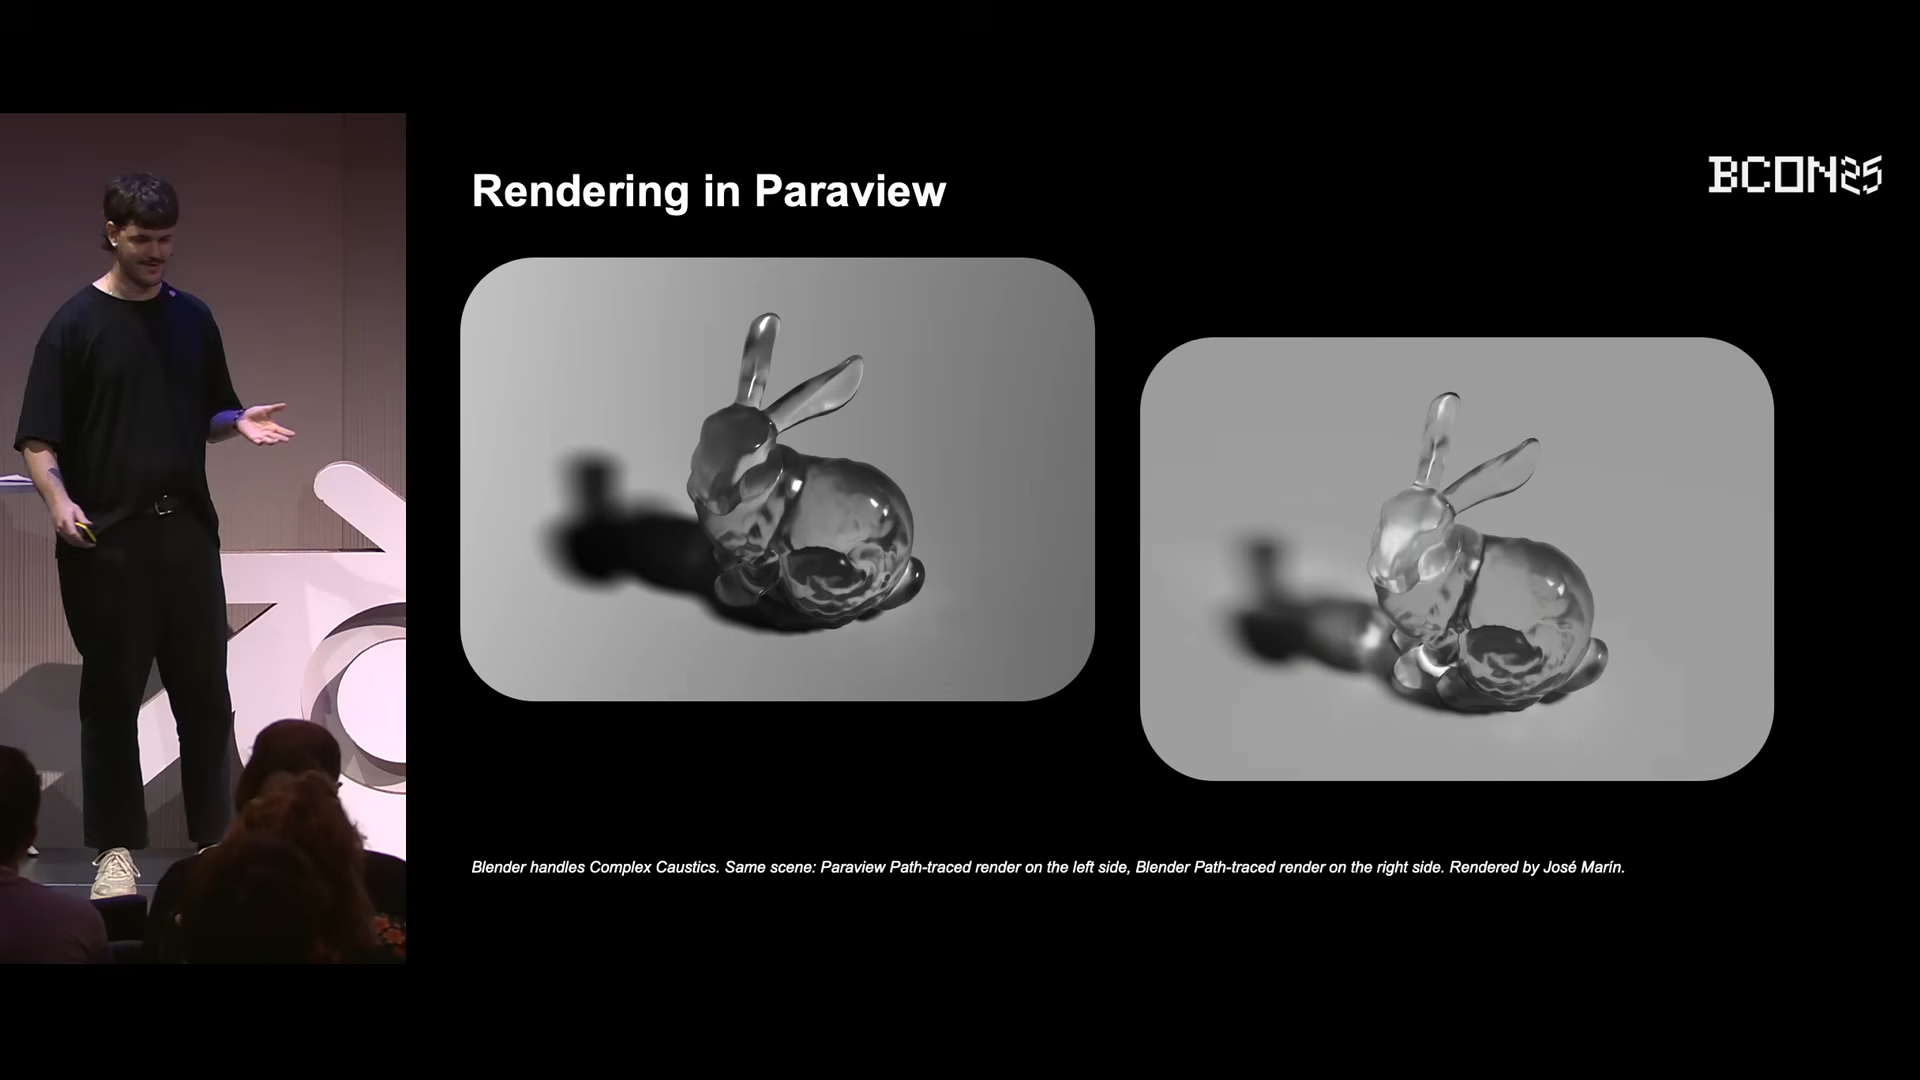 Rendering in Paraview
BCON25
Blender handles Complex Caustics. Same scene: Paraview Path-traced render on the left side, Blender Path-traced render on the right side. Rendered by José Marín.